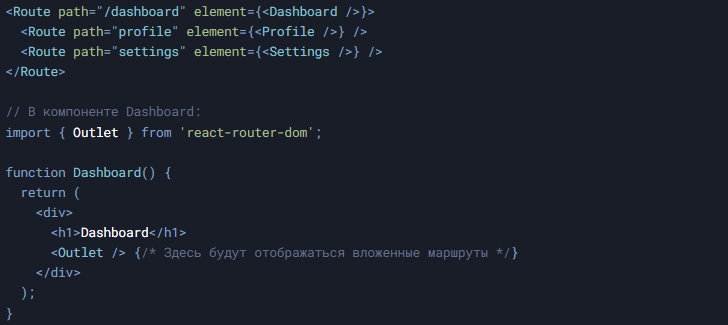 <Route path="/dashboard" element={<Dashboard />}>
  <Route path="profile" element={<Profile />} />
  <Route path="settings" element={<Settings />} />
</Route>

// В компоненте Dashboard:
import { Outlet } from 'react-router-dom';

function Dashboard() {
  return (
    <div>
      <h1>Dashboard</h1>
      <Outlet /> {/* Здесь будут отображаться вложенные маршруты */}
    </div>
  );
}